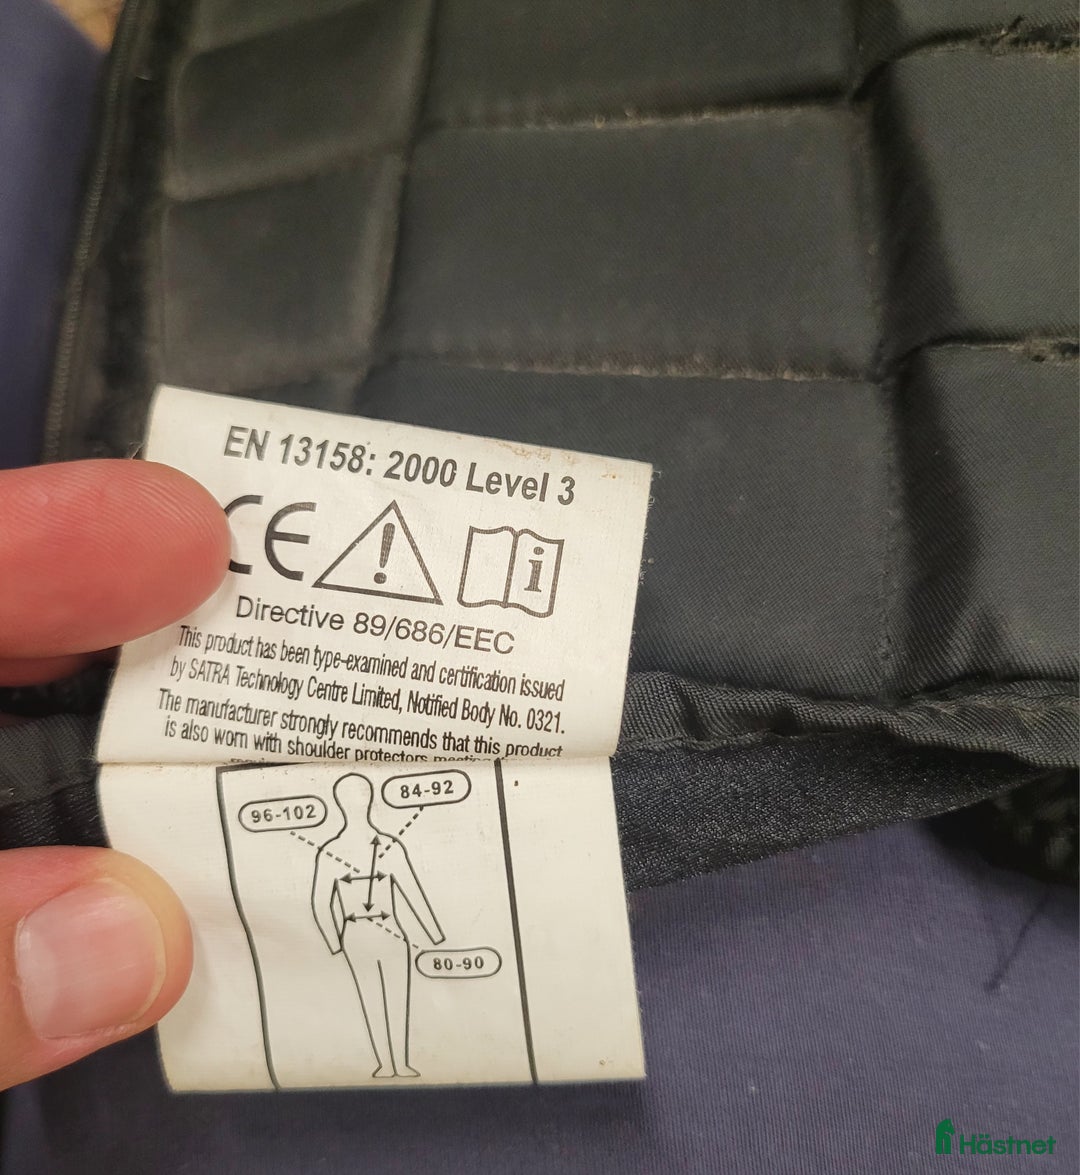 EN 13158: 2000 Level 3
CE
Directive 89/686/EEC
This product has been type-examined and certification issued
by SATRA Technology Centre Limited, Notified Body No. 0321.
The manufacturer strongly recommends that this product
is also worn with shoulder protectors meeting
84-92
96-102
80-90
Hästnet